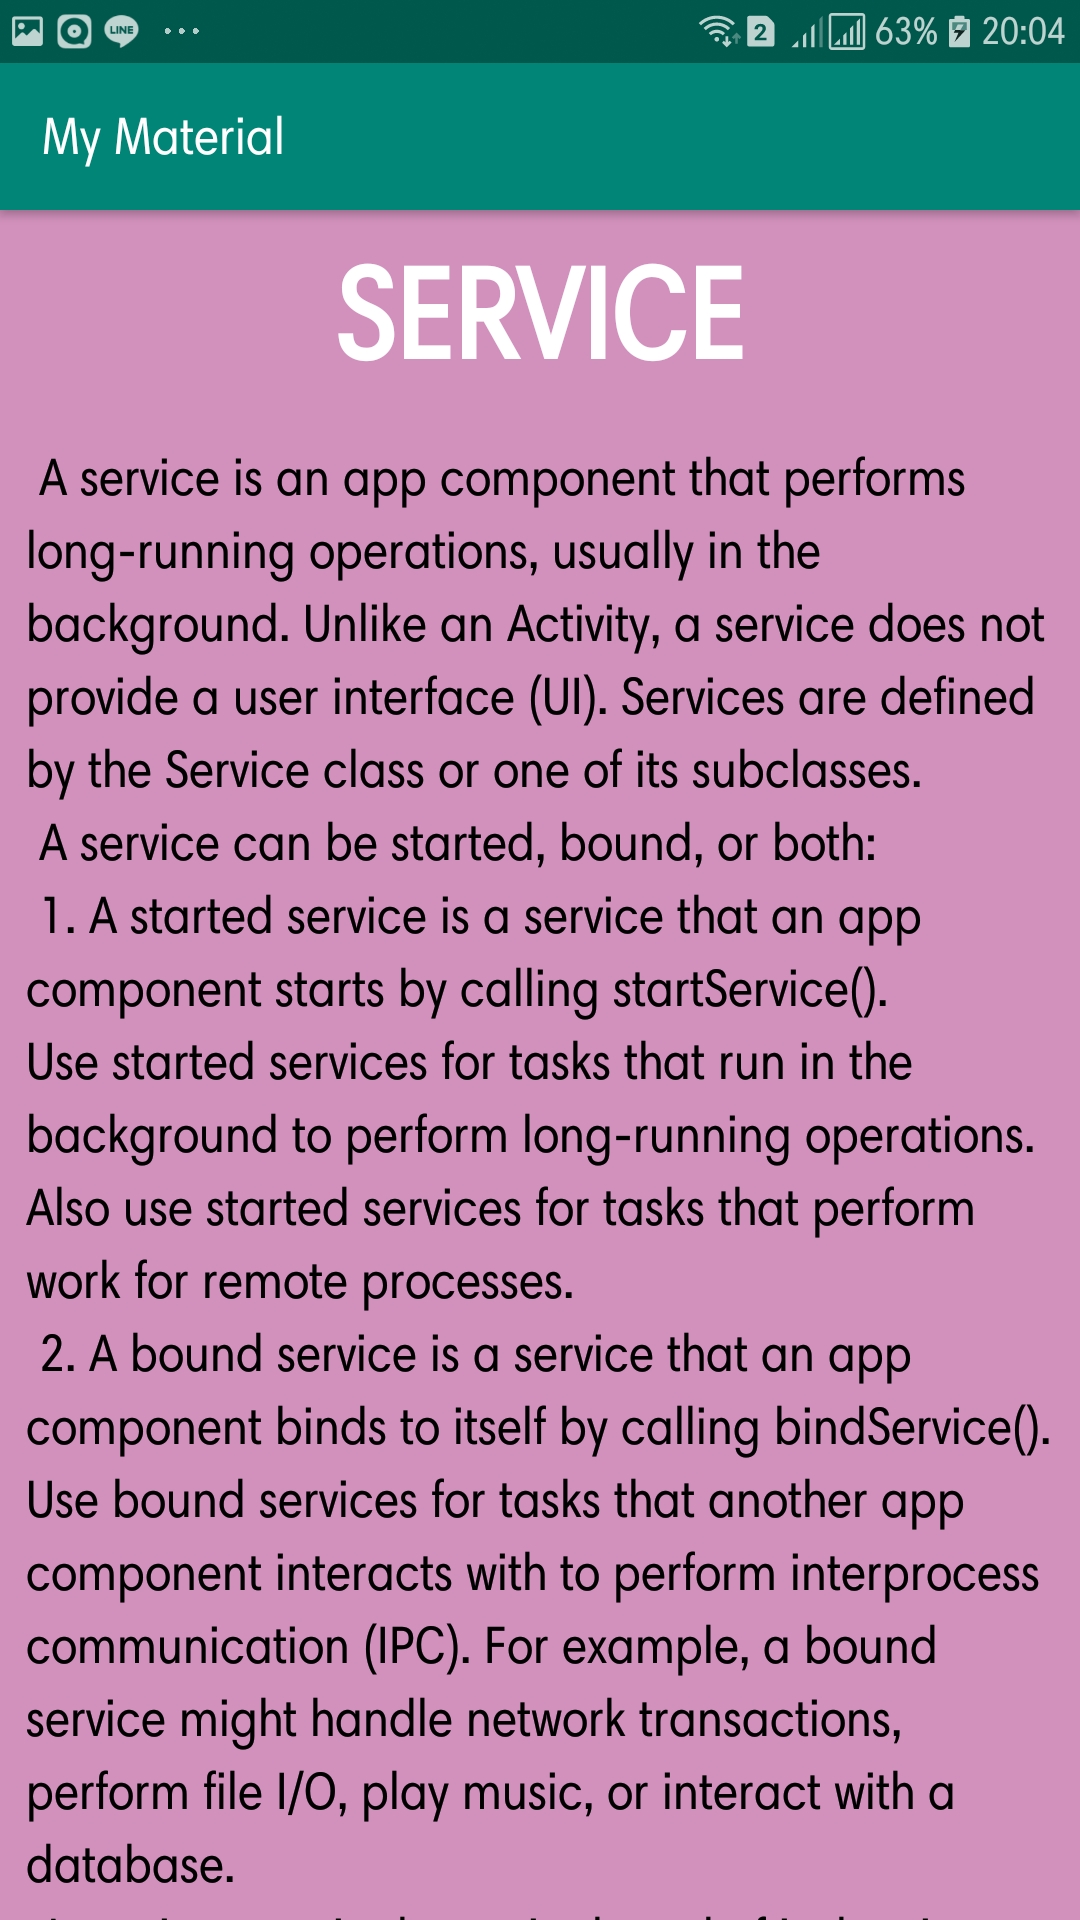 LINE
2
63%
20:04
My Material
SERVICE
A service is an app component that performs
long-running operations, usually in the
background. Unlike an Activity, a service does not
provide a user interface (UI). Services are defined
by the Service class or one of its subclasses.
A service can be started, bound, or both:
1. A started service is a service that an app
component starts by calling startService().
Use started services for tasks that run in the
background to perform long-running operations.
Also use started services for tasks that perform
work for remote processes.
2. A bound service is a service that an app
component binds to itself by calling bindService().
Use bound services for tasks that another app
component interacts with to perform interprocess
communication (IPC). For example, a bound
service might handle network transactions,
perform file I/O, play music, or interact with a
database.